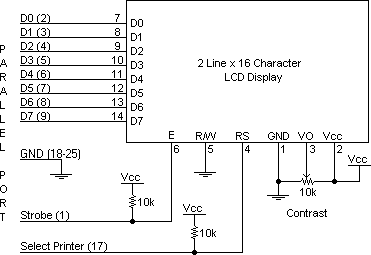 PARALLEL PORT
D0 (2) 7 D0
D1 (3) 8 D1
D2 (4) 9 D2
D3 (5) 10 D3
D4 (6) 11 D4
D5 (7) 12 D5
D6 (8) 13 D6
D7 (9) 14 D7
2 Line x 16 Character
LCD Display
E R/W RS GND VO Vcc
6 5 4 1 3 2
GND (18-25)
Vcc
Vcc
10k
10k
Contrast
Strobe (1)
Vcc
10k
Select Printer (17)